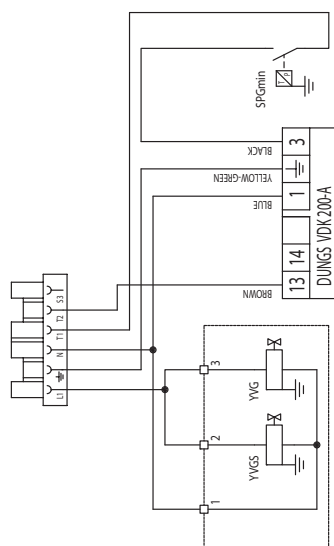 SPGmin
T P
BLACK
YELLOW-GREEN
BLUE
BROWN
3
1
14
13
DUNGS VDK200-A
S3
T2
T1
N
L1
3
YVG
2
YVGS
1